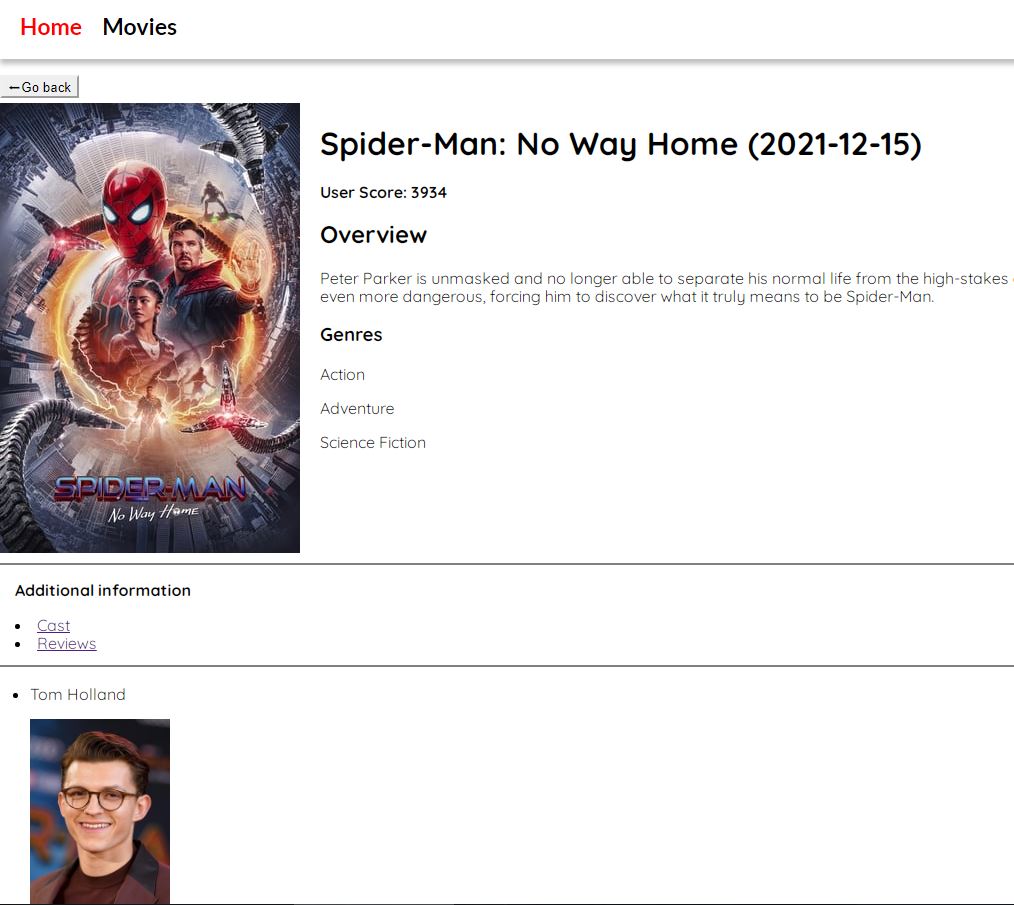 Home Movies
←Go back
Spider-Man: No Way Home (2021-12-15)
User Score: 3934
Overview
Peter Parker is unmasked and no longer able to separate his normal life from the high-stakes
even more dangerous, forcing him to discover what it truly means to be Spider-Man.
Genres
Action
Adventure
Science Fiction
SPIDER-MAN
No Way Home
Additional information
Cast
Reviews
Tom Holland